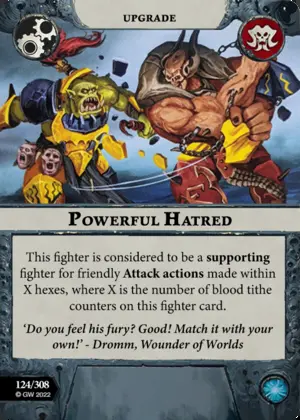 UPGRADE
POWERFUL HATRED
This fighter is considered to be a supporting
fighter for friendly Attack actions made within
X hexes, where X is the number of blood tithe
counters on this fighter card.
‘Do you feel his fury? Good! Match it with your
own!’ - Dromm, Wounder of Worlds
124/308
© GW 2022